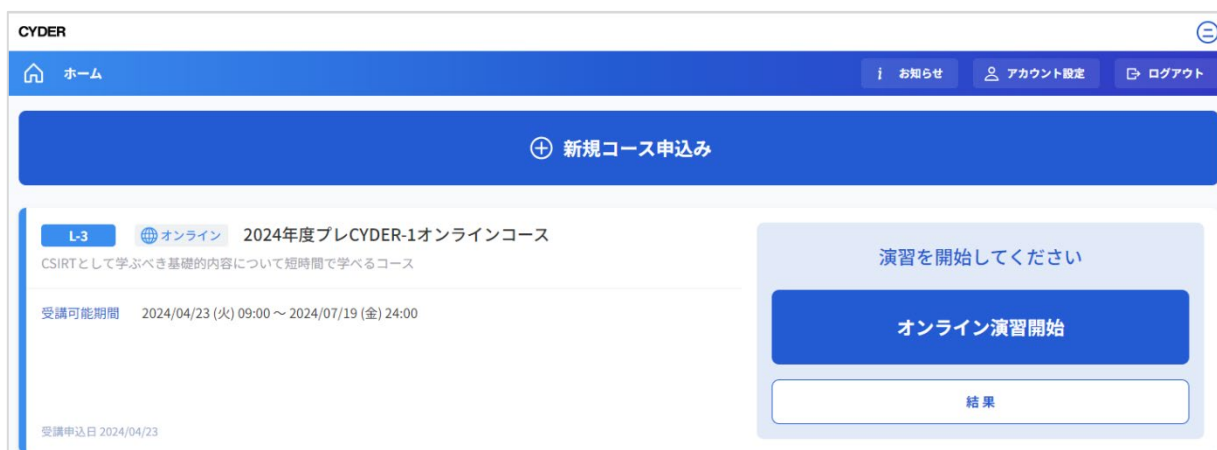 CYDER
ホーム
お知らせ
アカウント設定
ログアウト
新規コース申込み
L-3 オンライン 2024年度プレCYDER-1オンラインコース
CSIRTとして学ぶべき基礎的内容について短時間で学べるコース
受講可能期間 2024/04/23 (火) 09:00 ～ 2024/07/19 (金) 24:00
受講申込日 2024/04/23
演習を開始してください
オンライン演習開始
結果